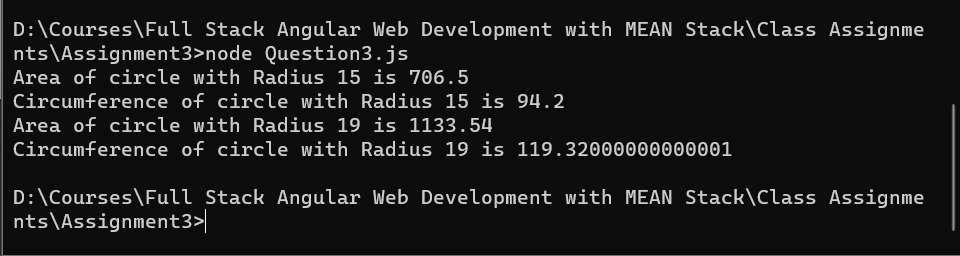 D:\Courses\Full Stack Angular Web Development with MEAN Stack\Class Assignme
nts\Assignment3>node Question3.js
Area of circle with Radius 15 is 706.5
Circumference of circle with Radius 15 is 94.2
Area of circle with Radius 19 is 1133.54
Circumference of circle with Radius 19 is 119.32000000000001
D:\Courses\Full Stack Angular Web Development with MEAN Stack\Class Assignme
nts\Assignment3>